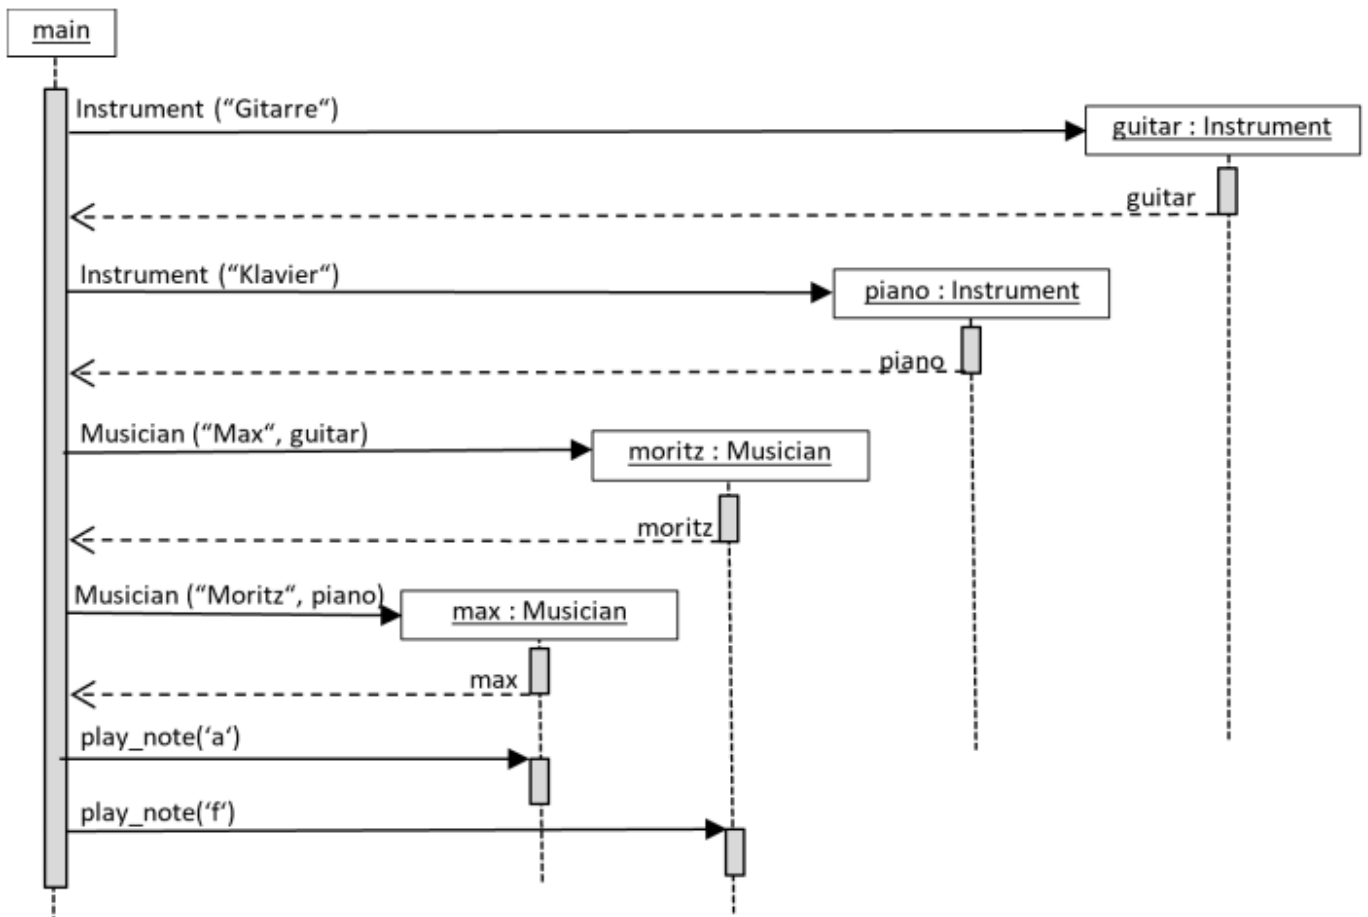 main
Instrument (“Gitarre“)
guitar : Instrument
guitar
Instrument (“Klavier“)
piano : Instrument
piano
Musician (“Max“, guitar)
moritz : Musician
moritz
Musician (“Moritz“, piano)
max : Musician
max
play_note(‘a‘)
play_note(‘f‘)